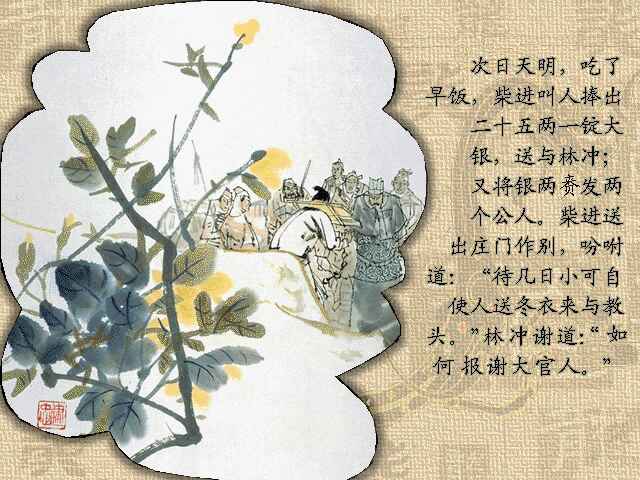 次日天明，吃了
早饭，柴进叫人捧出
二十五两一锭大
银，送与林冲；
又将银两赍发两
个公人。柴进送
出庄门作别，吩咐
道：“待几日小可自
使人送冬衣来与教
头。”林冲谢道：“如
何报谢大官人。”